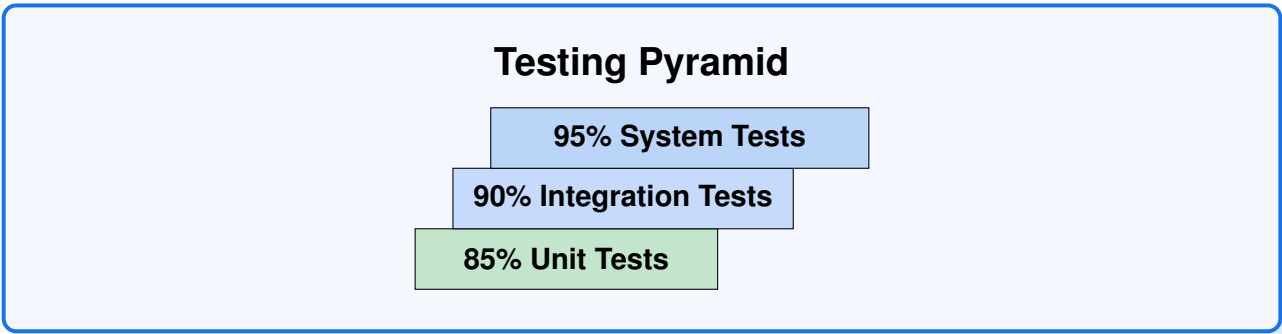 Testing Pyramid
95% System Tests
90% Integration Tests
85% Unit Tests